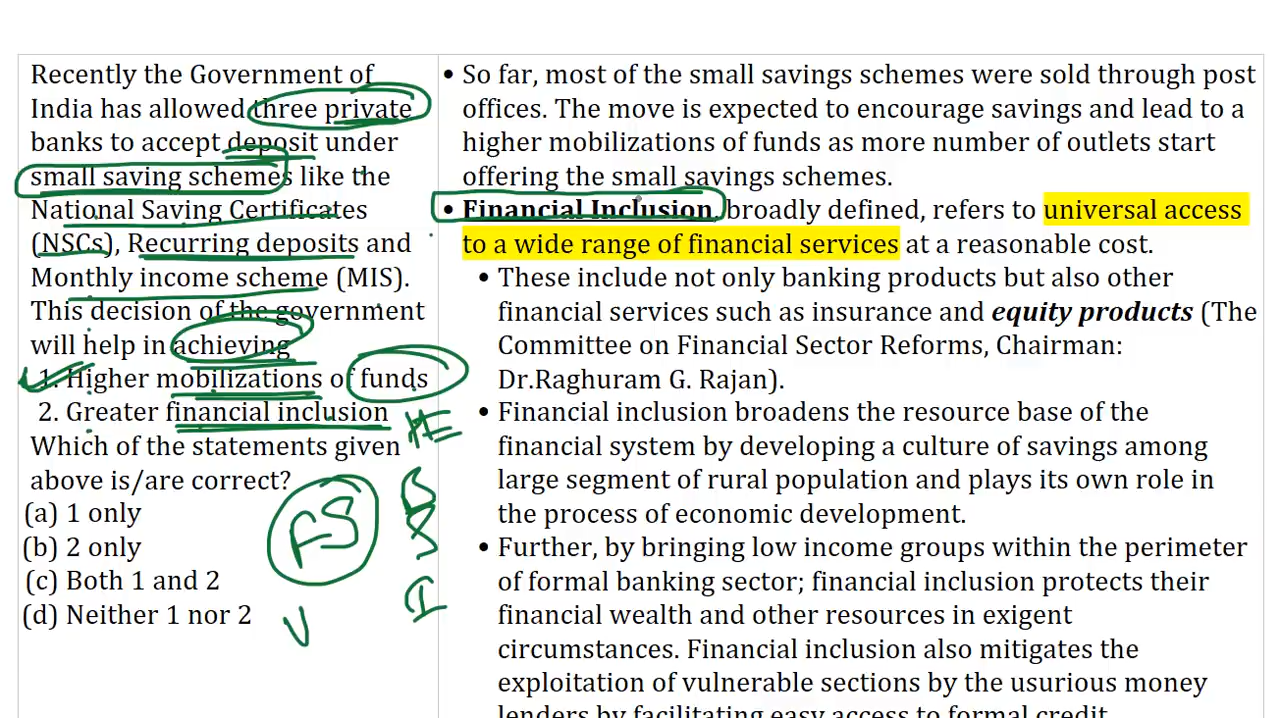 Recently the Government of
India has allowed three private
banks to accept deposit under
small saving schemes like the
National Saving Certificates
(NSCs), Recurring deposits and
Monthly income scheme (MIS).
This decision of the government
will help in achieving
1. Higher mobilizations of funds
2. Greater financial inclusion
Which of the statements given
above is/are correct?
(a) 1 only
(b) 2 only
(c) Both 1 and 2
(d) Neither 1 nor 2
FS
I
• So far, most of the small savings schemes were sold through post
offices. The move is expected to encourage savings and lead to a
higher mobilizations of funds as more number of outlets start
offering the small savings schemes.
• Financial Inclusion, broadly defined, refers to universal access
to a wide range of financial services at a reasonable cost.
• These include not only banking products but also other
financial services such as insurance and equity products (The
Committee on Financial Sector Reforms, Chairman:
Dr.Raghuram G. Rajan).
• Financial inclusion broadens the resource base of the
financial system by developing a culture of savings among
large segment of rural population and plays its own role in
the process of economic development.
• Further, by bringing low income groups within the perimeter
of formal banking sector; financial inclusion protects their
financial wealth and other resources in exigent
circumstances. Financial inclusion also mitigates the
exploitation of vulnerable sections by the usurious money
lenders by facilitating easy access to formal credit.